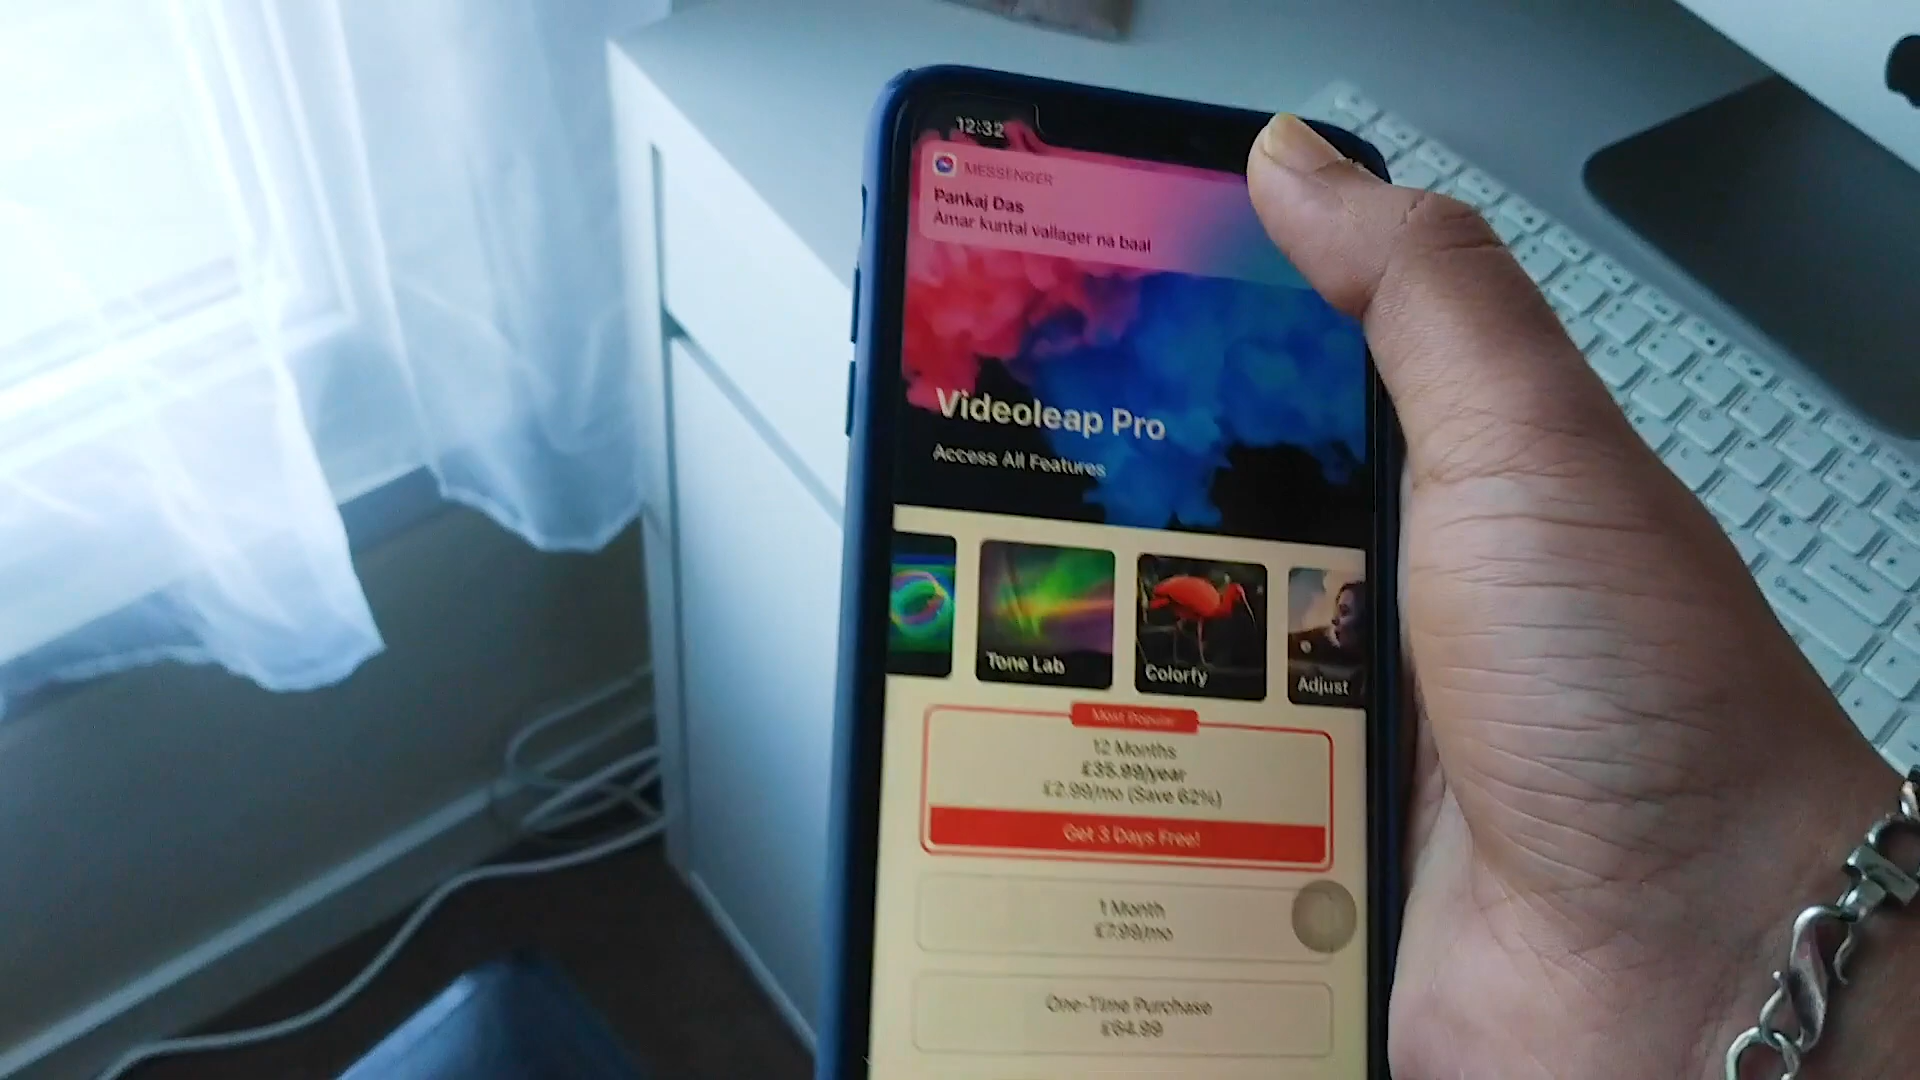 12:32
MESSENGER
Pankaj Das
Amar kuntai vallager na baal
Videoleap Pro
Access All Features
Tone Lab
Colorfy
Adjust
Most Popular
12 Months
£35.99/year
£2.99/mo (Save 62%)
Get 3 Days Free!
1 Month
£7.99/mo
One-Time Purchase
£64.99